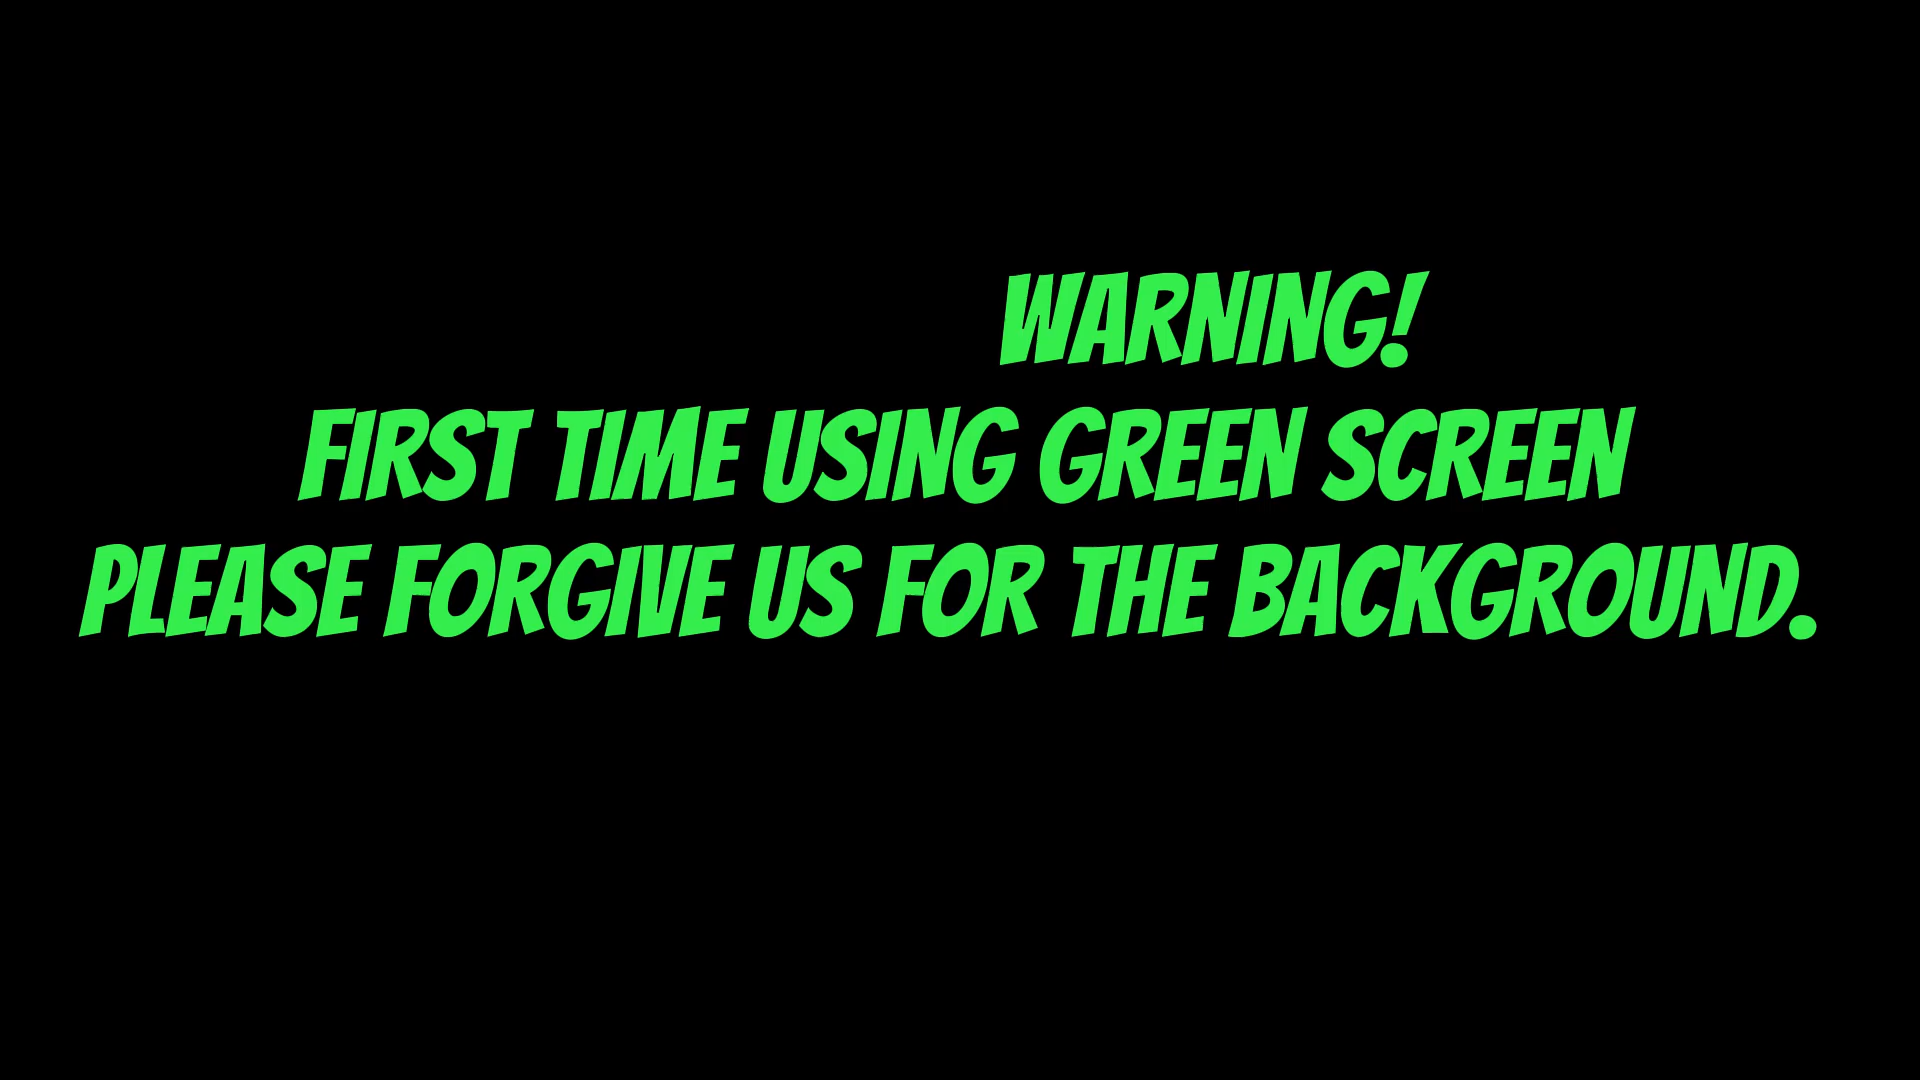 WARNING!
FIRST TIME USING GREEN SCREEN
PLEASE FORGIVE US FOR THE BACKGROUND.